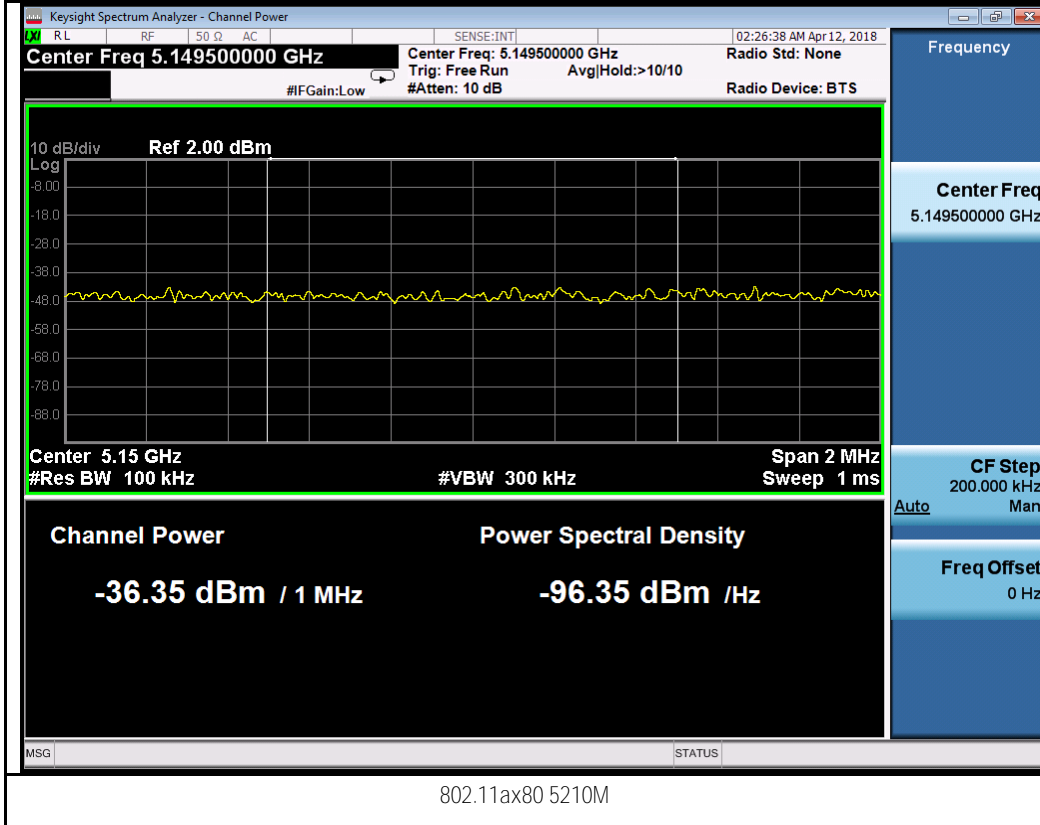 Keysight Spectrum Analyzer - Channel Power
LXI RL RF 50 Ω AC SENSE:INT 02:26:38 AM Apr 12, 2018
Center Freq 5.149500000 GHz
#IFGain:Low
Center Freq: 5.149500000 GHz
Trig: Free Run Avg|Hold:>10/10
#Atten: 10 dB
Radio Std: None
Radio Device: BTS
Frequency
10 dB/div Ref 2.00 dBm
Log
-8.00
-18.0
-28.0
-38.0
-48.0
-58.0
-68.0
-78.0
-88.0
Center 5.15 GHz Span 2 MHz
#Res BW 100 kHz #VBW 300 kHz Sweep 1 ms
Center Freq
5.149500000 GHz
CF Step
200.000 kHz
Auto Man
Freq Offset
0 Hz
Channel Power Power Spectral Density
-36.35 dBm / 1 MHz -96.35 dBm /Hz
MSG STATUS
802.11ax80 5210M